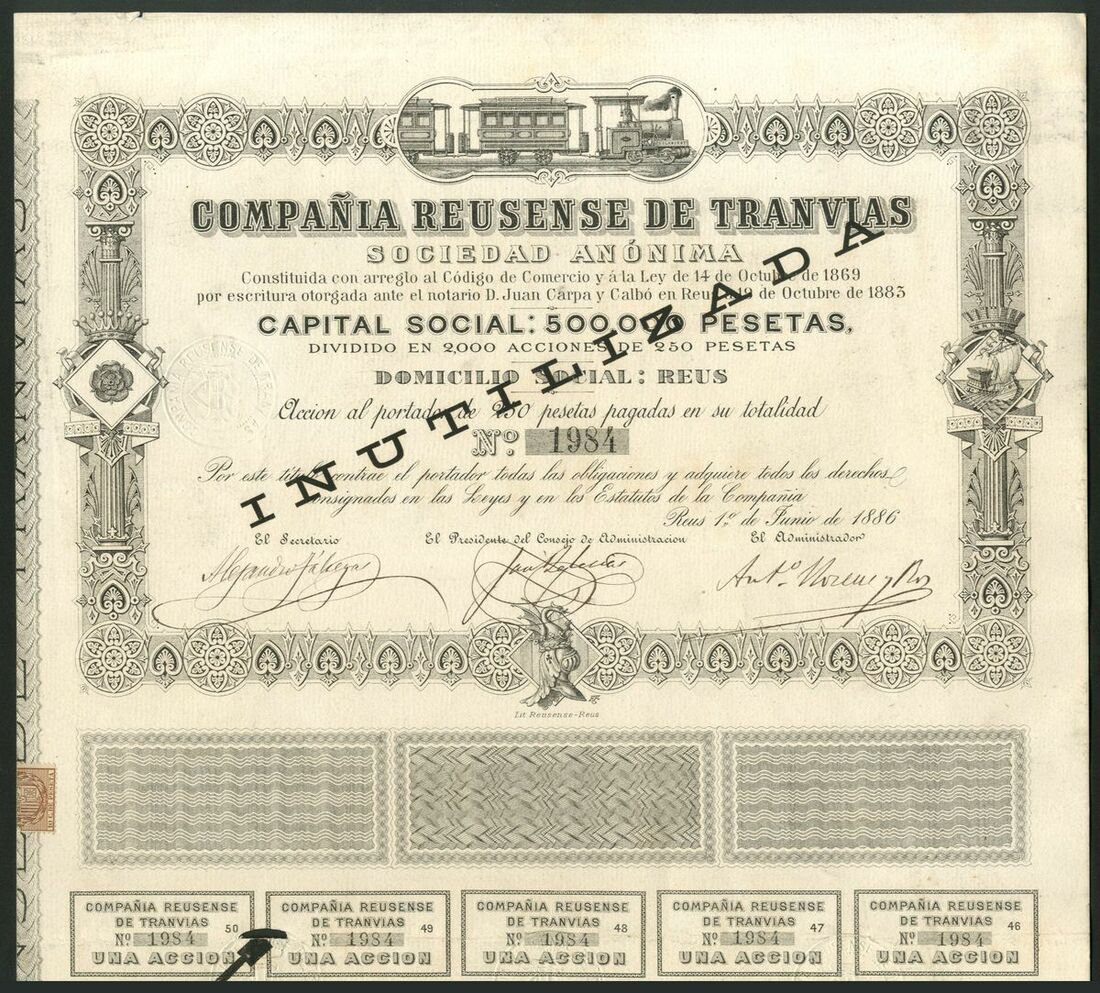 COMPAÑIA REUSENSE DE TRANVIAS
SOCIEDAD ANÓNIMA
Constituida con arreglo al Código de Comercio y á la Ley de 14 de Octubre de 1869
por escritura otorgada ante el notario D. Juan Carpa y Calbó en Reus á 19 de Octubre de 1883
CAPITAL SOCIAL: 500,000 PESETAS,
DIVIDIDO EN 2,000 ACCIONES DE 250 PESETAS
DOMICILIO SOCIAL: REUS
Accion al portador de 250 pesetas pagadas en su totalidad
Nº 1984
INUTILIZADA
Por este titulo contrae el portador todas las obligaciones y adquiere todos los derechos
consignados en las Leyes y en los Estatutos de la Compañia
Reus 1º de Junio de 1886
El Secretario
El Presidente del Consejo de Administracion
El Administrador
Lit Reusense-Reus
COMPAÑIA REUSENSE
DE TRANVIAS 50
Nº 1984
UNA ACCION
COMPAÑIA REUSENSE
DE TRANVIAS 49
Nº 1984
UNA ACCION
COMPAÑIA REUSENSE
DE TRANVIAS 48
Nº 1984
UNA ACCION
COMPAÑIA REUSENSE
DE TRANVIAS 47
Nº 1984
UNA ACCION
COMPAÑIA REUSENSE
DE TRANVIAS 46
Nº 1984
UNA ACCION